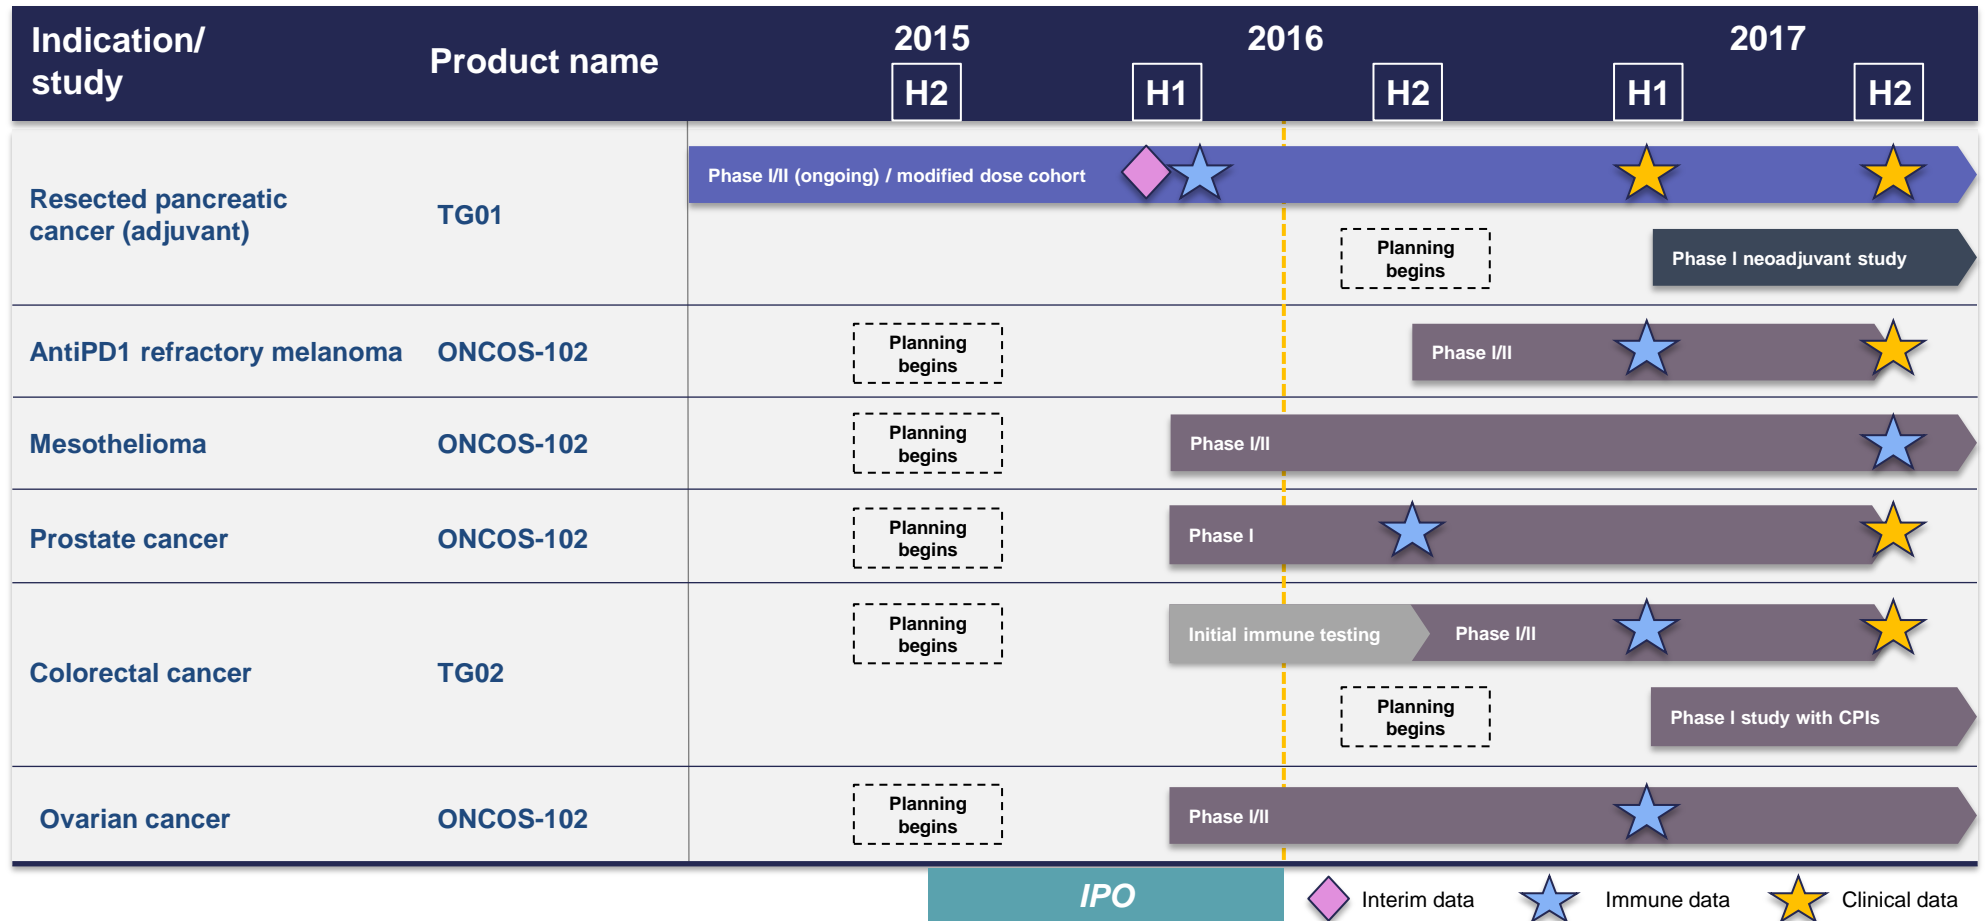 Indication/
study
Product name
2015
2016
2017
H2
H1
H2
H1
H2
Resected pancreatic
cancer (adjuvant)
TG01
Phase I/II (ongoing) / modified dose cohort
Planning
begins
Phase I neoadjuvant study
AntiPD1 refractory melanoma
ONCOS-102
Planning
begins
Phase I/II
Mesothelioma
ONCOS-102
Planning
begins
Phase I/II
Prostate cancer
ONCOS-102
Planning
begins
Phase I
Colorectal cancer
TG02
Planning
begins
Initial immune testing
Phase I/II
Planning
begins
Phase I study with CPIs
Ovarian cancer
ONCOS-102
Planning
begins
Phase I/II
IPO
Interim data
Immune data
Clinical data